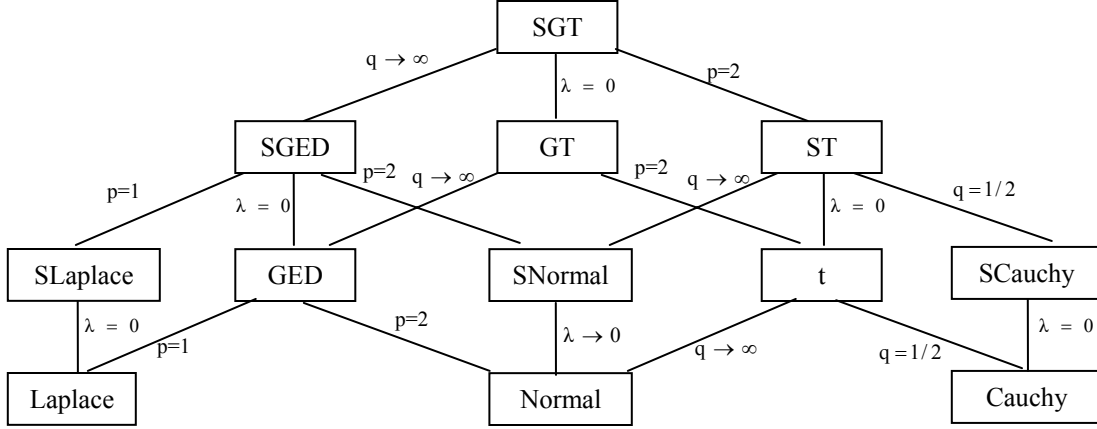 SGT
q → ∞
λ = 0
p=2
SGED
GT
ST
p=1
λ = 0
p=2
q → ∞
p=2
q → ∞
λ = 0
q = 1/2
SLaplace
GED
SNormal
t
SCauchy
λ = 0
p=1
p=2
λ → 0
q → ∞
q = 1/2
λ = 0
Laplace
Normal
Cauchy